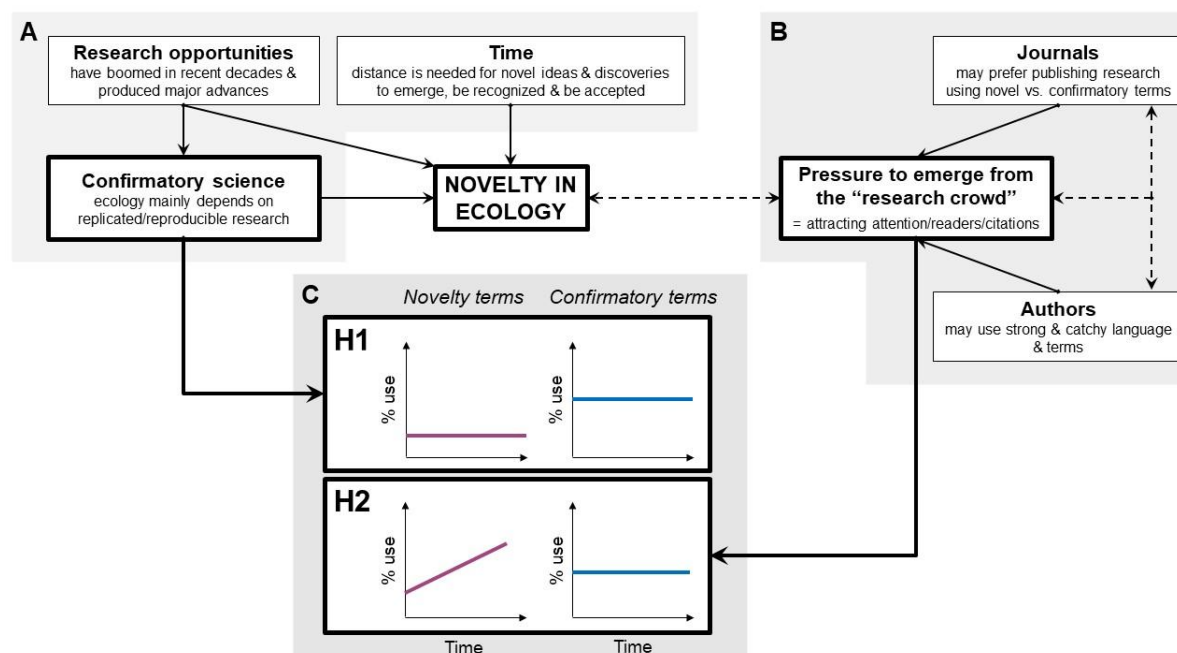 A
Research opportunities
have boomed in recent decades &
produced major advances
Time
distance is needed for novel ideas & discoveries
to emerge, be recognized & be accepted
Confirmatory science
ecology mainly depends on
replicated/reproducible research
NOVELTY IN
ECOLOGY
B
Journals
may prefer publishing research
using novel vs. confirmatory terms
Pressure to emerge from
the “research crowd”
= attracting attention/readers/citations
Authors
may use strong & catchy language
& terms
C
Novelty terms
Confirmatory terms
H1
% use
% use
H2
% use
% use
Time
Time